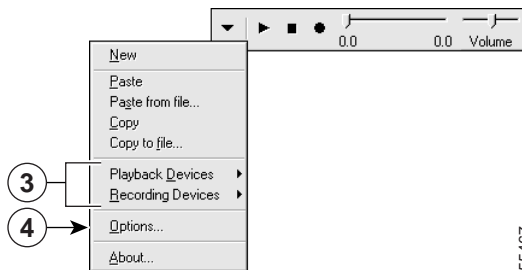 0.0 0.0 Volume
New
Paste
Paste from file...
Copy
Copy to file...
3
Playback Devices
Recording Devices
4
Options...
About...